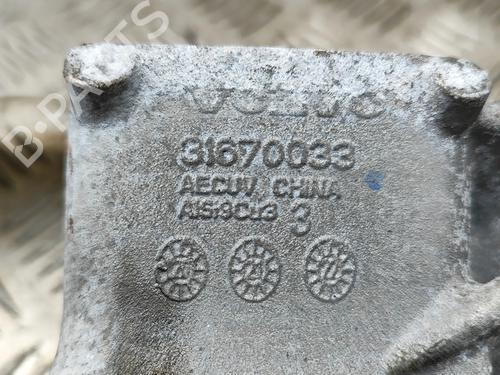 VOLVO
31670033
AECUV CHINA
AlSi9Cu3 3
B-PARTS